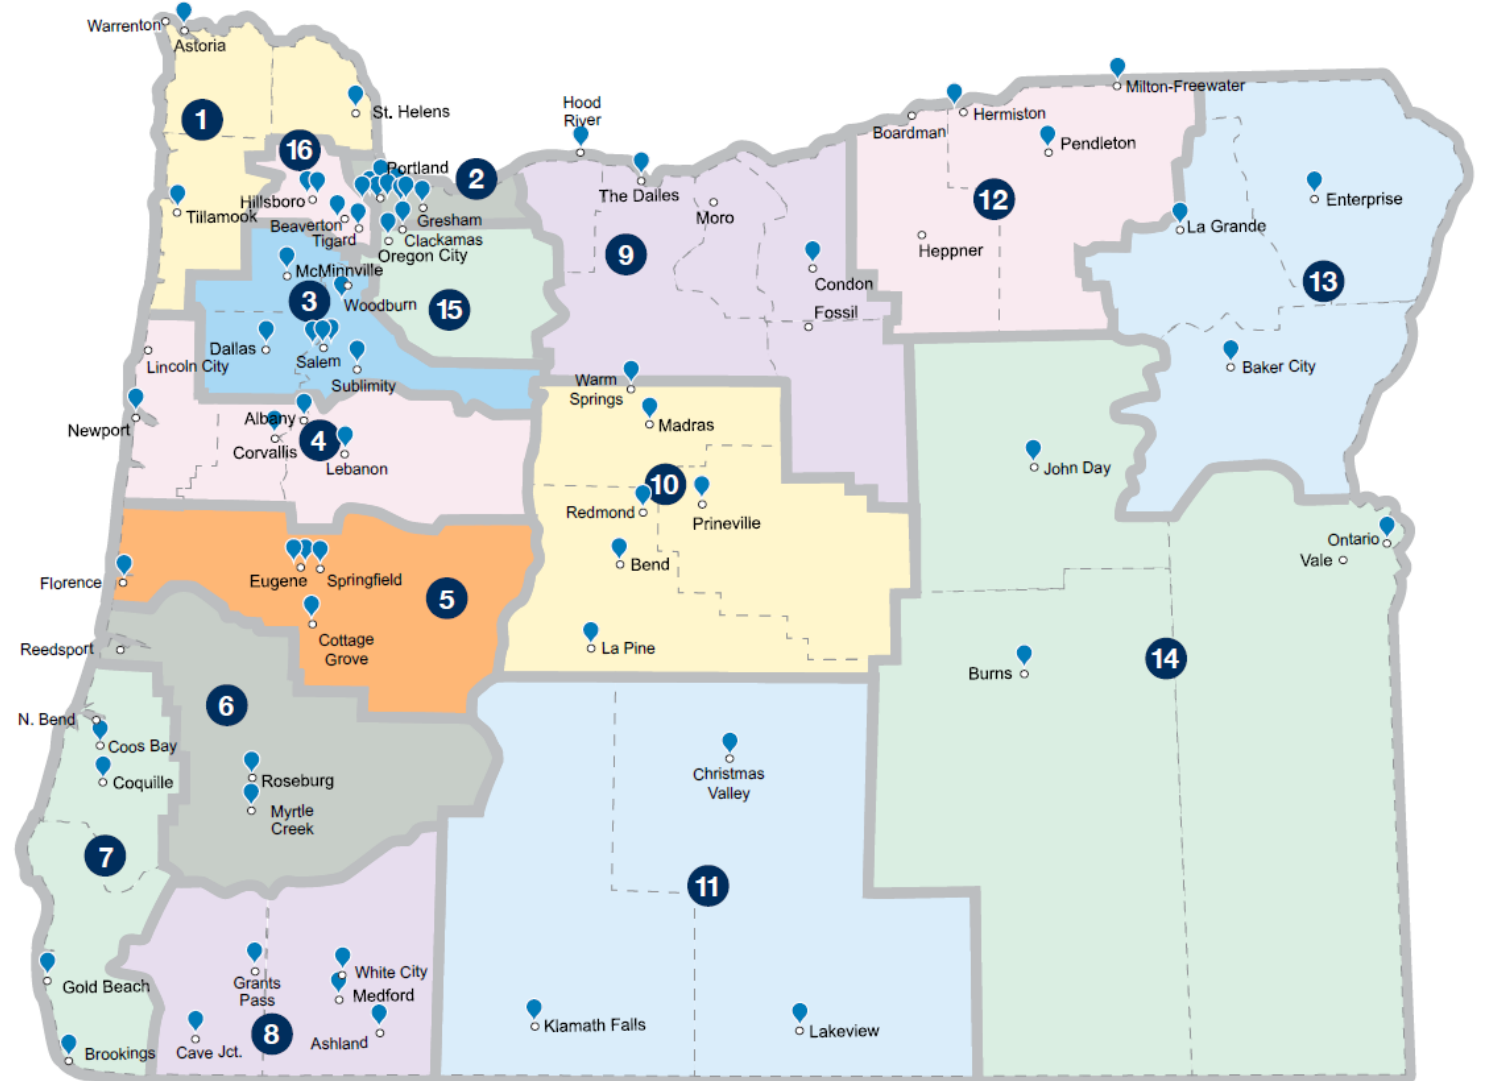 Warrenton
Astoria
St. Helens
1
16
Hood
River
Milton-Freewater
Hermiston
Boardman
Pendleton
Portland
2
The Dalles
Moro
12
Enterprise
Hillsboro
Tillamook
Beaverton
Tigard
Gresham
Clackamas
Oregon City
La Grande
Heppner
9
McMinnville
3
Woodburn
15
Condon
Fossil
13
Dallas
Salem
Sublimity
Lincoln City
Warm
Springs
Baker City
Newport
Albany
4
Corvallis
Lebanon
Madras
John Day
10
Redmond
Prineville
Bend
Ontario
Vale
Florence
Eugene
Springfield
5
Cottage
Grove
Reedsport
La Pine
Burns
14
6
N. Bend
Coos Bay
Coquille
Roseburg
Myrtle
Creek
Christmas
Valley
7
11
Gold Beach
Grants
Pass
White City
Medford
8
Ashland
Cave Jct.
Brookings
Klamath Falls
Lakeview